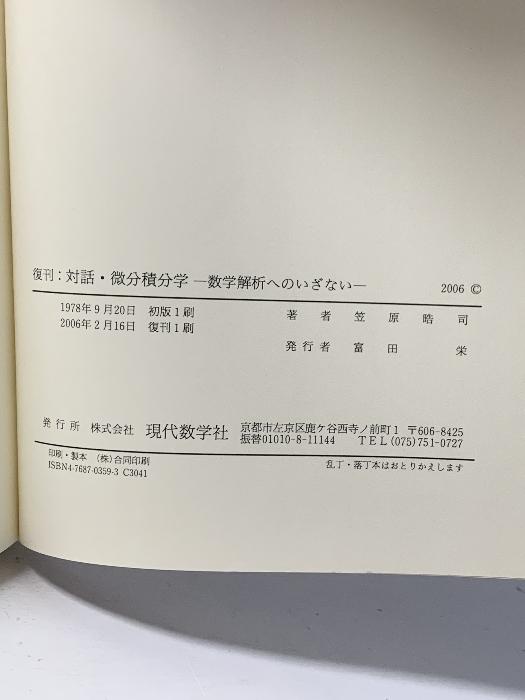 復刊：対話・微分積分学 ―数学解析へのいざない― 2006 ©
1978年9月20日 初版1刷 著者 笠原晧司
2006年2月16日 復刊1刷
発行者 富田栄
発行所 株式会社 現代数学社 京都市左京区鹿ケ谷西寺ノ前町1 〒606-8425
振替01010-8-11144 TEL(075)751-0727
印刷・製本 (株)合同印刷
ISBN4-7687-0359-3 C3041 乱丁・落丁本はおとりかえします